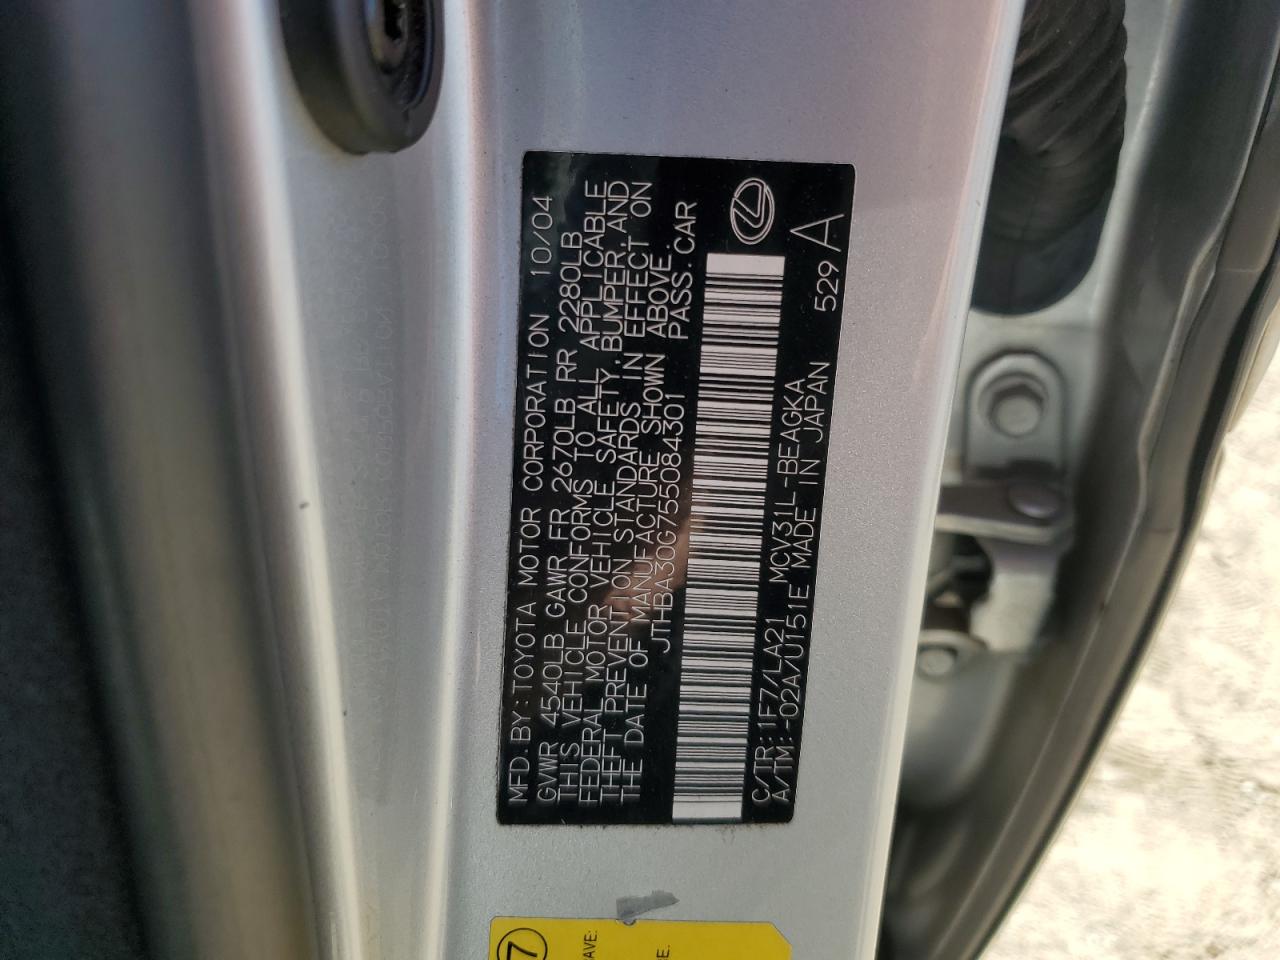 MFD. BY: TOYOTA MOTOR CORPORATION 10/04
GVWR 4540LB GAWR FR 2670LB RR 2280LB
THIS VEHICLE CONFORMS TO ALL APPLICABLE
FEDERAL MOTOR VEHICLE SAFETY, BUMPER, AND
THEFT PREVENTION STANDARDS IN EFFECT ON
THE DATE OF MANUFACTURE SHOWN ABOVE.
JTHBA30G755084301 PASS. CAR
C/TR: 1F7/LA21 MCV31L-BEAGKA
A/TM: -02A/U151E MADE IN JAPAN 529 A
7